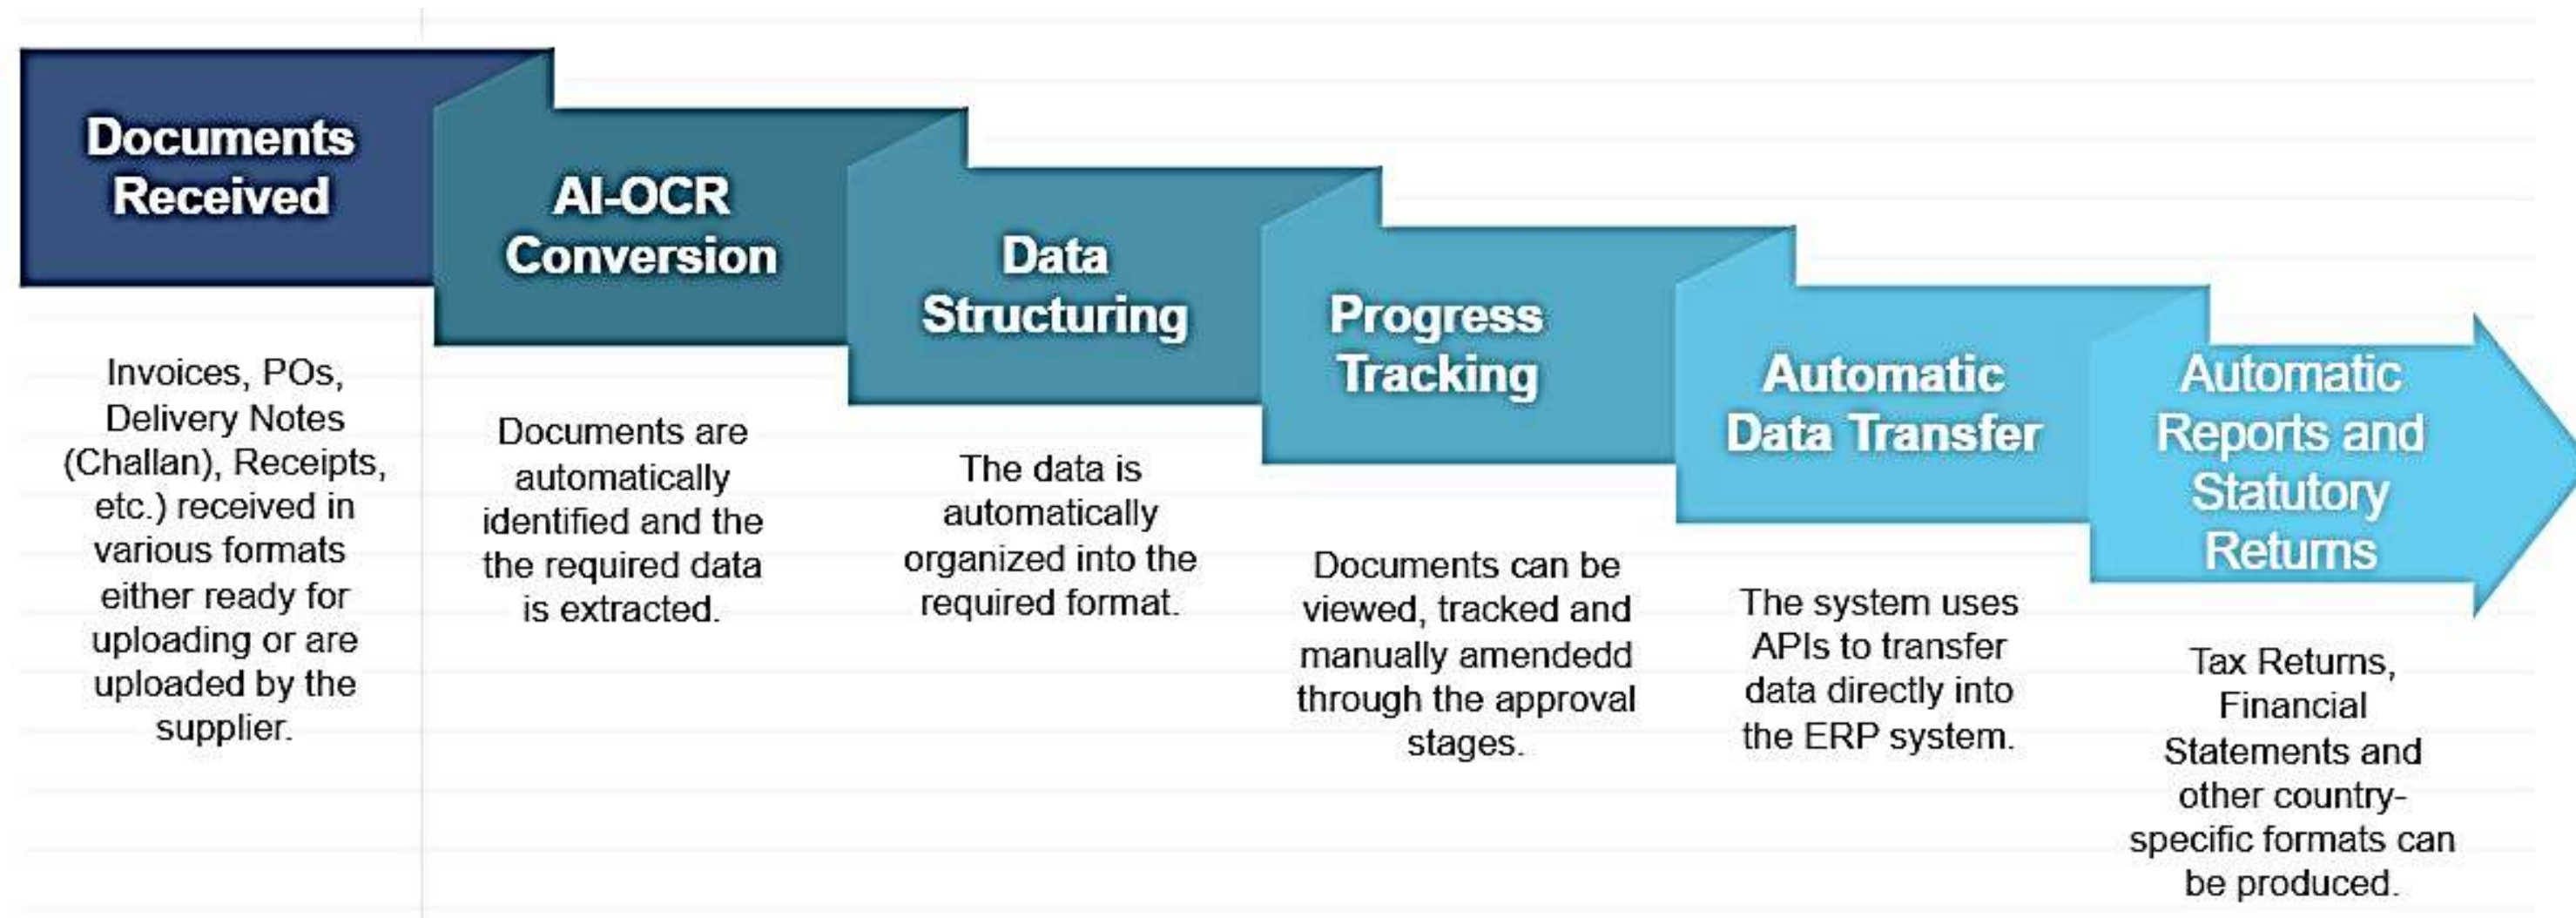 Documents
Received
Invoices, POs,
Delivery Notes
(Challan), Receipts,
etc.) received in
various formats
either ready for
uploading or are
uploaded by the
supplier.
AI-OCR
Conversion
Documents are
automatically
identified and the
the required data
is extracted.
Data
Structuring
The data is
automatically
organized into the
required format.
Progress
Tracking
Documents can be
viewed, tracked and
manually amendedd
through the approval
stages.
Automatic
Data Transfer
The system uses
APIs to transfer
data directly into
the ERP system.
Automatic
Reports and
Statutory
Returns
Tax Returns,
Financial
Statements and
other country-
specific formats can
be produced.